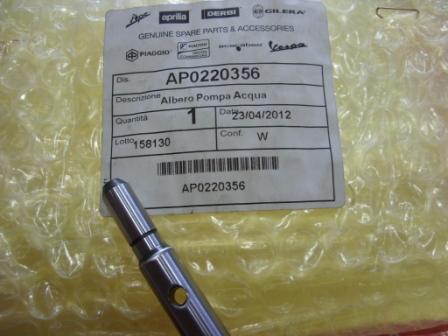 Ape aprilia DERBI GILERA
GENUINE SPARE PARTS & ACCESSORIES
PIAGGIO Vespa
Dis. AP0220356
Descrizione Albero Pompa Acqua
Quantità 1 Data 23/04/2012
Lotto 158130 Conf. W
AP0220356